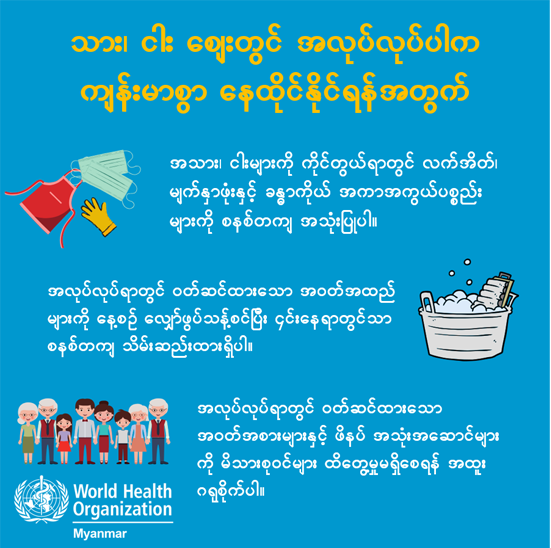 သား၊ ငါး ဈေးတွင် အလုပ်လုပ်ပါက
ကျန်းမာစွာ နေထိုင်နိုင်ရန်အတွက်
အသား၊ ငါးများကို ကိုင်တွယ်ရာတွင် လက်အိတ်၊
မျက်နှာဖုံးနှင့် ခန္ဓာကိုယ် အကာအကွယ်ပစ္စည်း
များကို စနစ်တကျ အသုံးပြုပါ။
အလုပ်လုပ်ရာတွင် ဝတ်ဆင်ထားသော အဝတ်အထည်
များကို နေ့စဉ် လျှော်ဖွပ်သန့်စင်ပြီး ၄င်းနေရာတွင်သာ
စနစ်တကျ သိမ်းဆည်းထားရှိပါ။
အလုပ်လုပ်ရာတွင် ဝတ်ဆင်ထားသော
အဝတ်အစားများနှင့် ဖိနပ် အသုံးအဆောင်များ
ကို မိသားစုဝင်များ ထိတွေ့မှုမရှိစေရန် အထူး
ဂရုစိုက်ပါ။
World Health
Organization
Myanmar